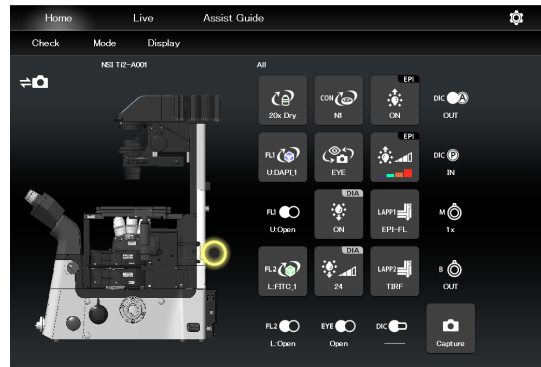 Home Live Assist Guide
Check Mode Display
NSI Ti2-A001 All
EPI
20x Dry CON N1 ON DIC A OUT
EPI
FL1 U:DAPI_1 EYE DIC P IN
DIA
FL1 U:Open ON LAPP1 EPI-FL M 1x
DIA
FL2 L:FITC_1 24 LAPP2 TIRF B OUT
FL2 L:Open EYE Open DIC Capture